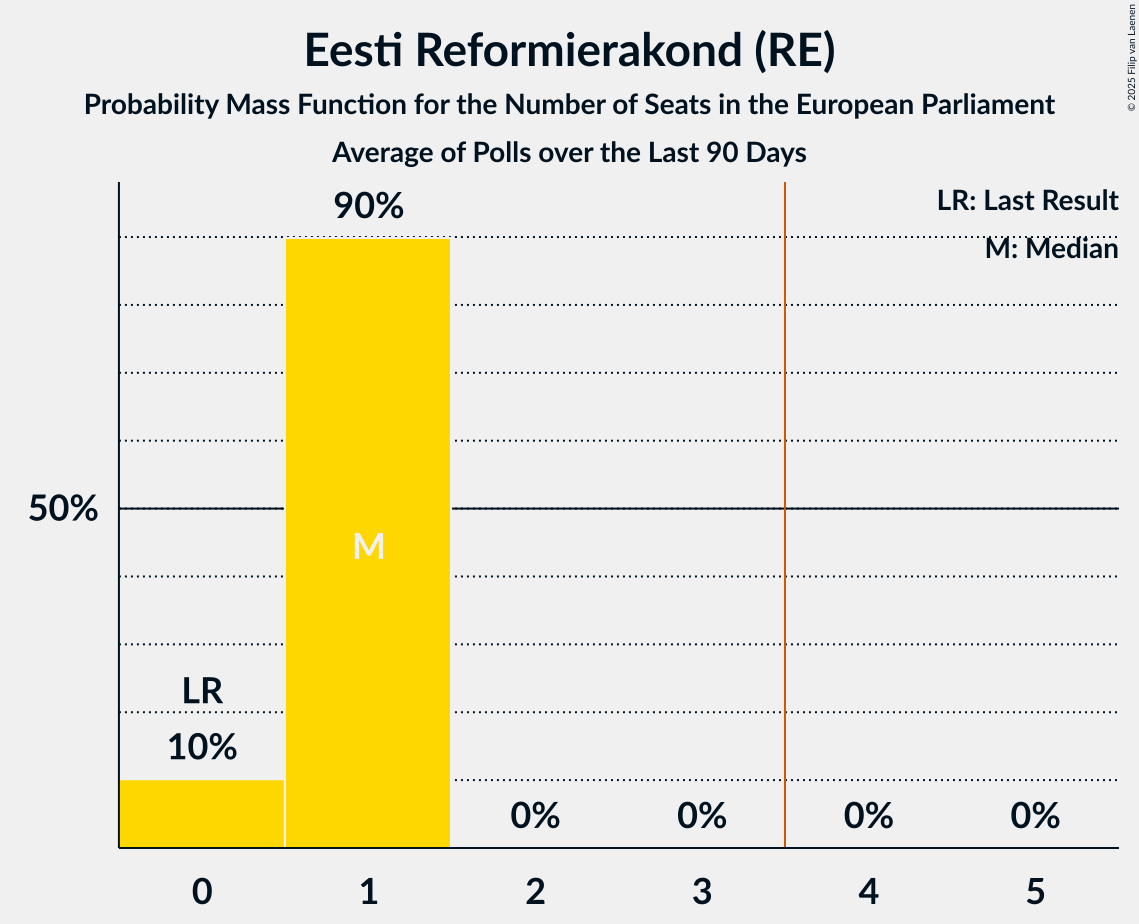 Eesti Reformierakond (RE)
Probability Mass Function for the Number of Seats in the European Parliament
Average of Polls over the Last 90 Days
© 2025 Filip van Laenen
LR: Last Result
M: Median
90%
50%
M
LR
10%
0%
0%
0%
0%
0
1
2
3
4
5